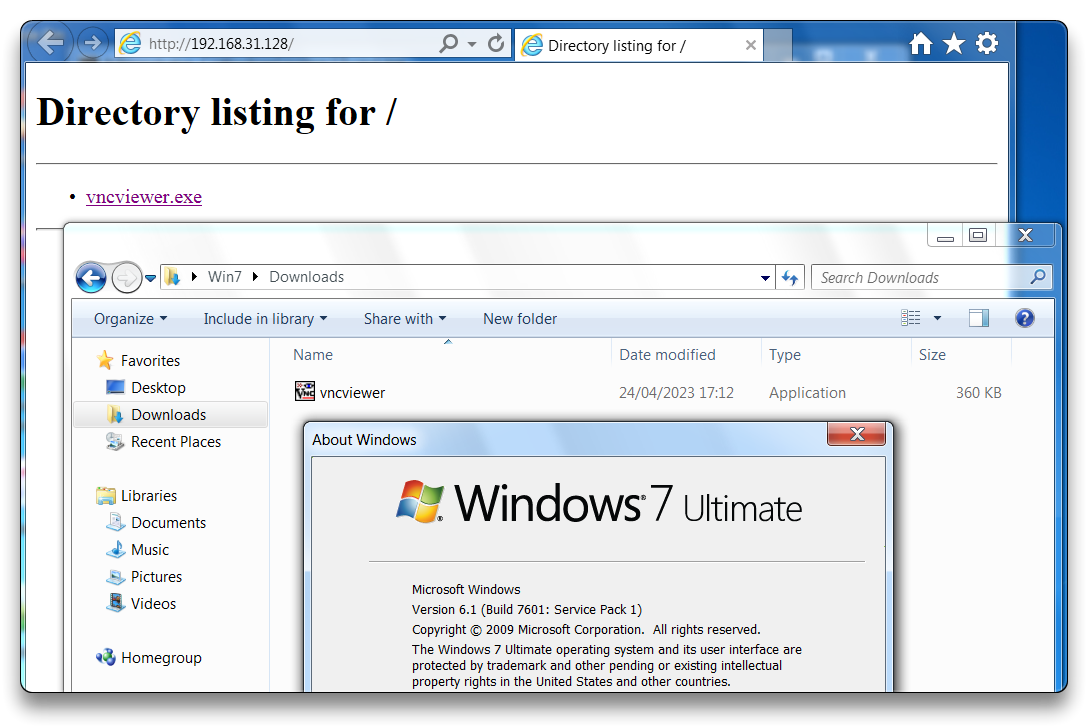 http://192.168.31.128/
Directory listing for /
Directory listing for /
• vncviewer.exe
Win7 Downloads
Search Downloads
Organize Include in library Share with New folder
Name Date modified Type Size
Favorites
Desktop
Downloads
Recent Places
Libraries
Documents
Music
Pictures
Videos
Homegroup
VNC vncviewer 24/04/2023 17:12 Application 360 KB
About Windows
Windows® 7 Ultimate
Microsoft Windows
Version 6.1 (Build 7601: Service Pack 1)
Copyright © 2009 Microsoft Corporation. All rights reserved.
The Windows 7 Ultimate operating system and its user interface are
protected by trademark and other pending or existing intellectual
property rights in the United States and other countries.